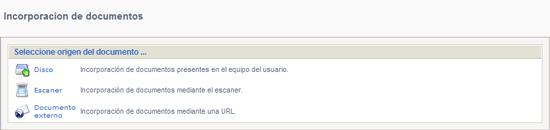 Incorporacion de documentos
Seleccione origen del documento ...
Disco Incorporación de documentos presentes en el equipo del usuario.
Escaner Incorporación de documentos mediante el escaner.
Documento
externo Incorporación de documentos mediante una URL.